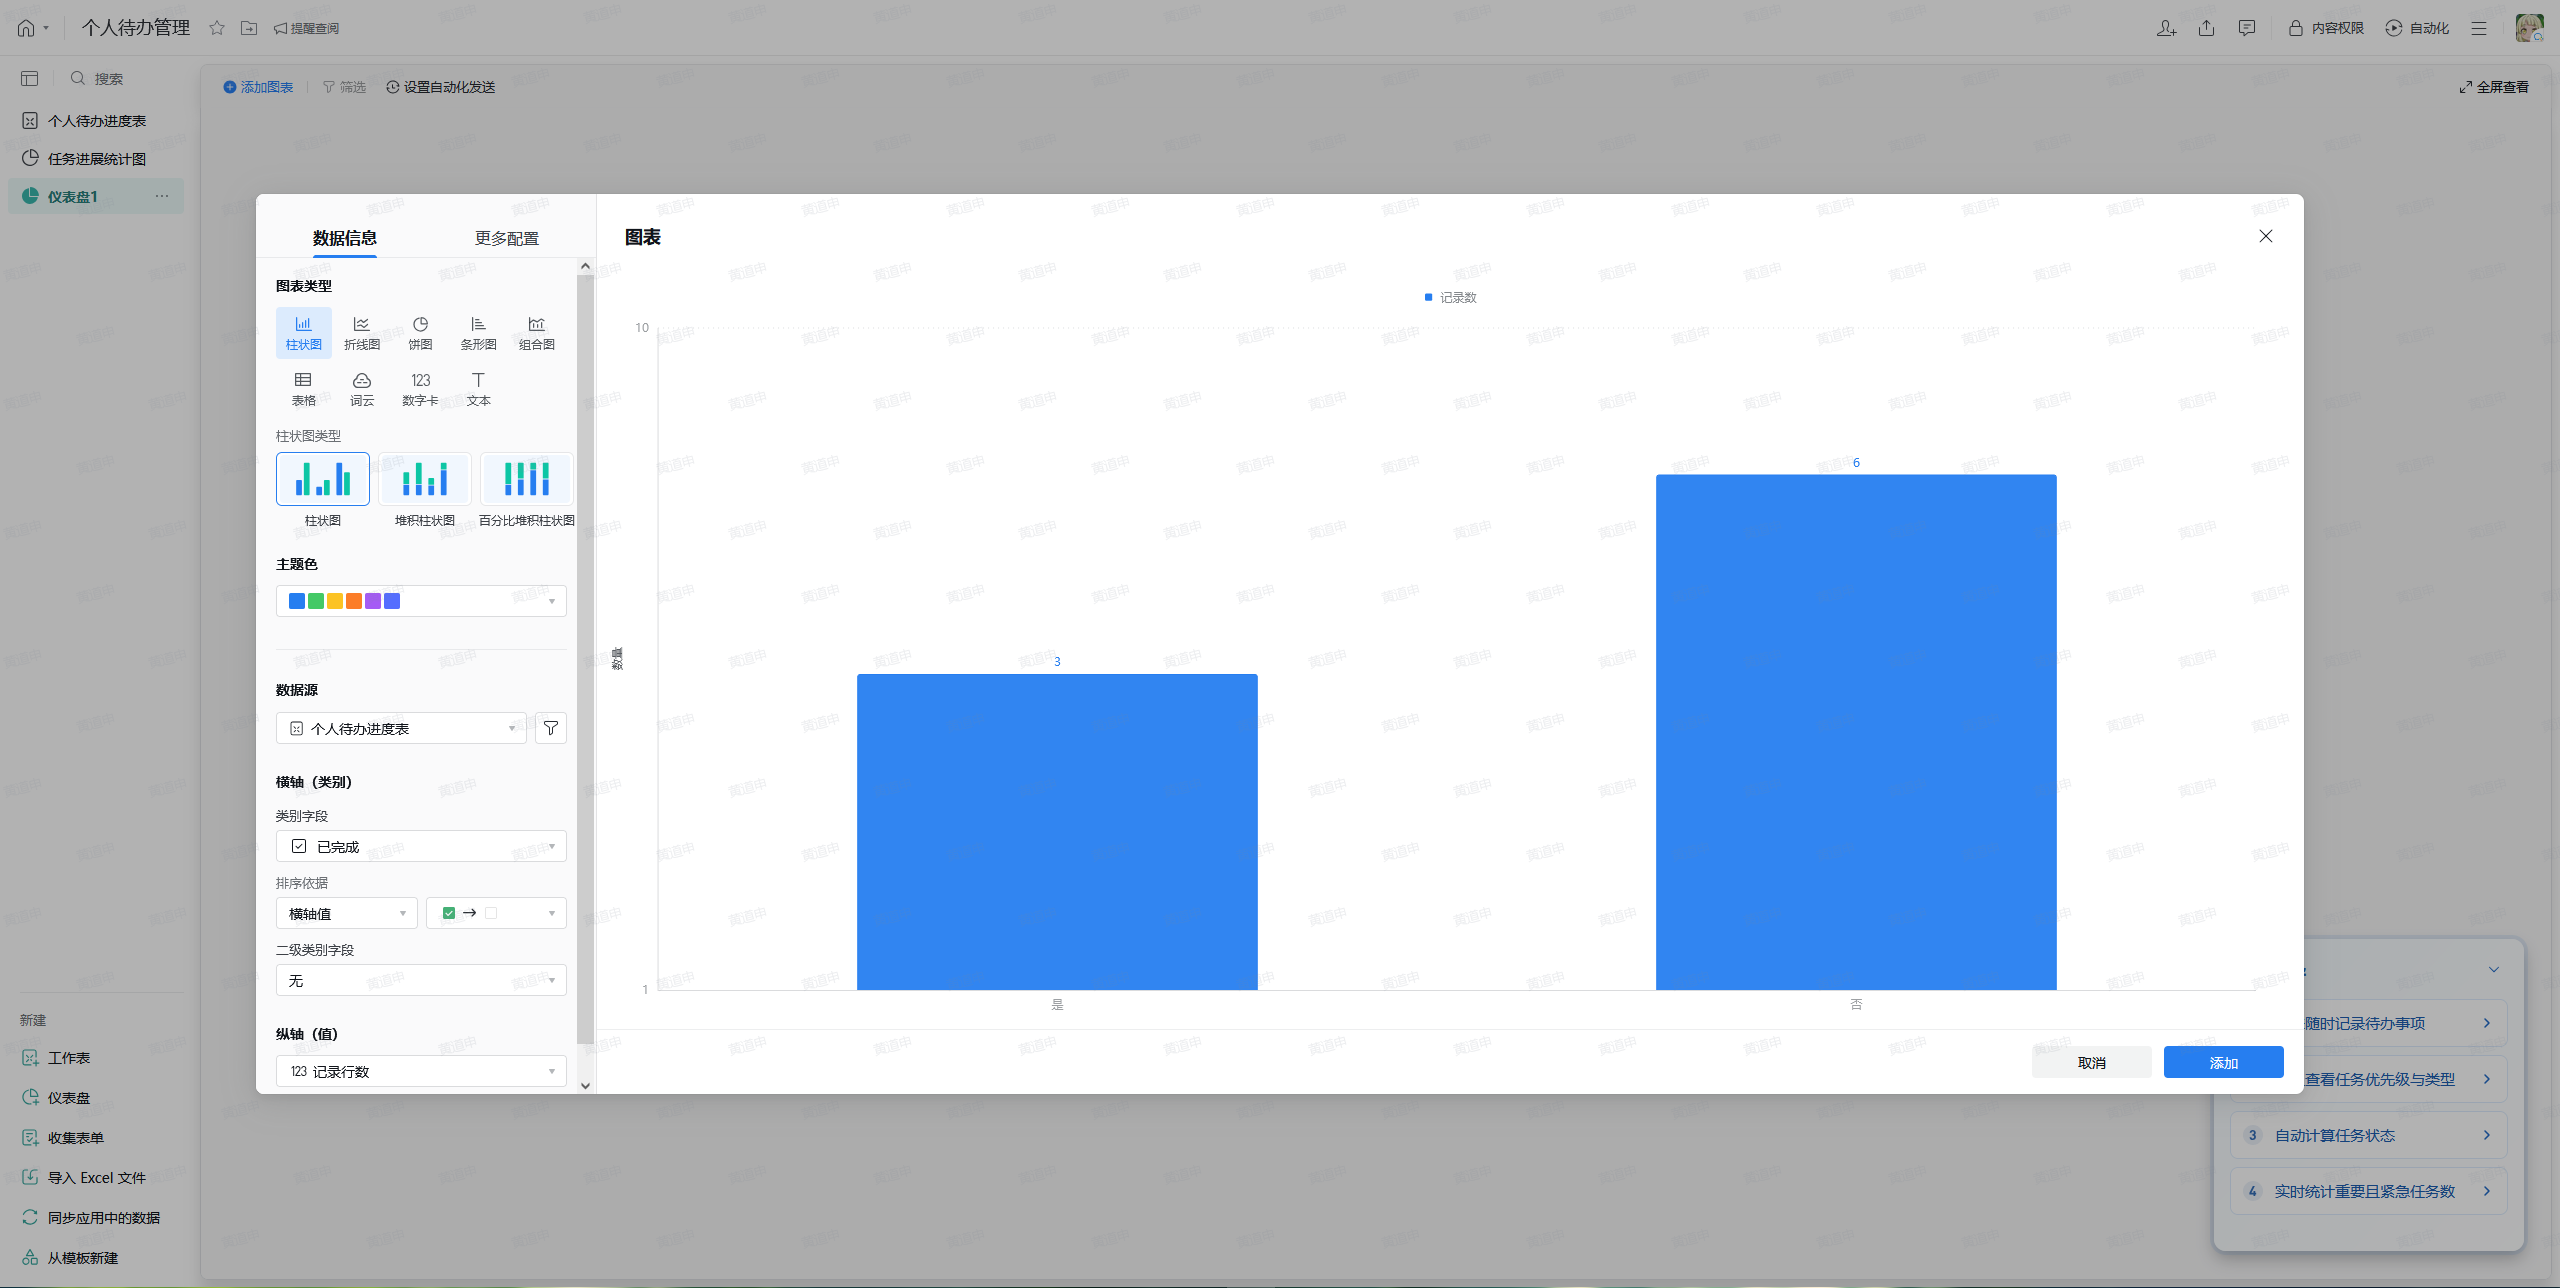 个人待办管理
提醒查阅
内容权限
自动化
搜索
添加图表
筛选
设置自动化发送
全屏查看
个人待办进度表
任务进展统计图
仪表盘1
数据信息
更多配置
图表
图表类型
柱状图
折线图
饼图
条形图
组合图
表格
词云
123
数字卡
文本
柱状图类型
柱状图
堆积柱状图
百分比堆积柱状图
主题色
数据源
个人待办进度表
横轴（类别）
类别字段
已完成
排序依据
横轴值
二级类别字段
无
纵轴（值）
123 记录行数
记录数
10
数量
3
6
1
是
否
取消
添加
随时记录待办事项
查看任务优先级与类型
3 自动计算任务状态
4 实时统计重要且紧急任务数
新建
工作表
仪表盘
收集表单
导入 Excel 文件
同步应用中的数据
从模板新建
黄道申